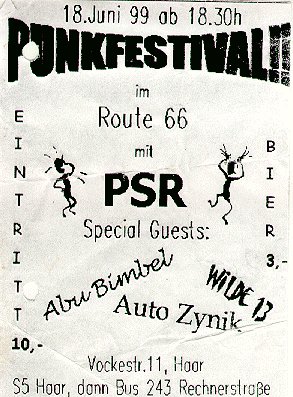 18.Juni 99 ab 18.30h
PUNKFESTIVAL!!
im
Route 66
mit
PSR
Special Guests:
Abu Bimbel
Wilde 13
Auto Zynik
EINTRITT
10,-
BIER
3,-
Vockestr.11, Haar
S5 Haar, dann Bus 243 Rechnerstraße